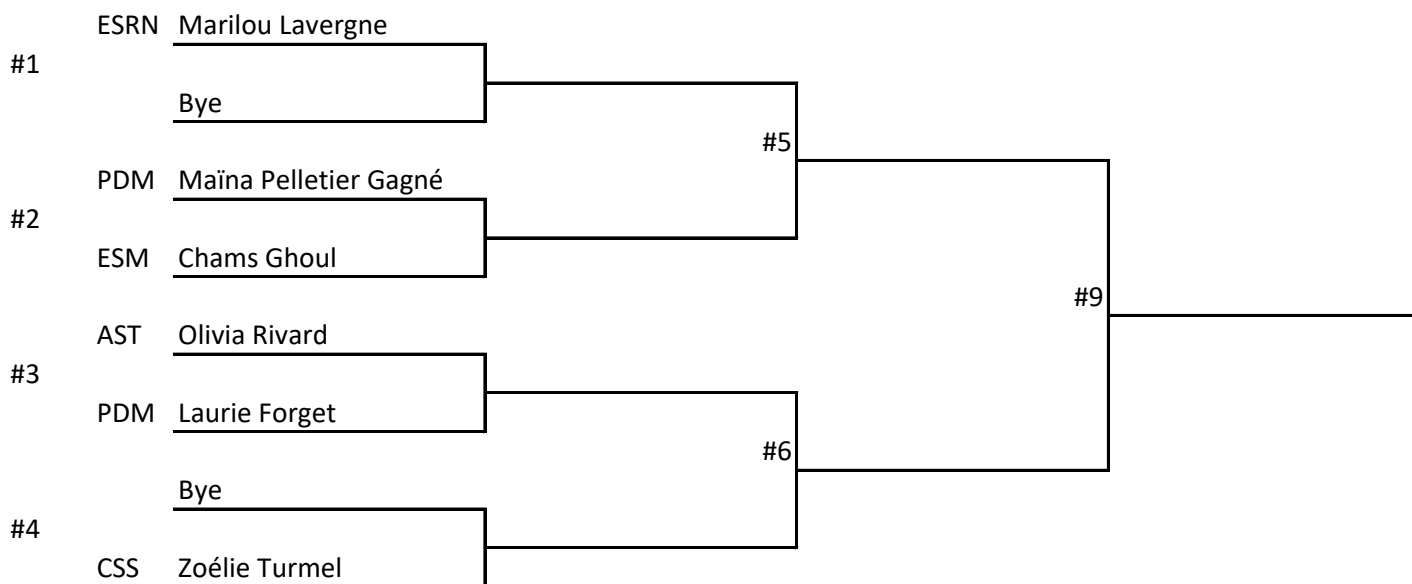 ESRN Marilou Lavergne
#1
Bye
#5
PDM Maïna Pelletier Gagné
#2
ESM Chams Ghoul
#9
AST Olivia Rivard
#3
PDM Laurie Forget
#6
Bye
#4
CSS Zoélie Turmel